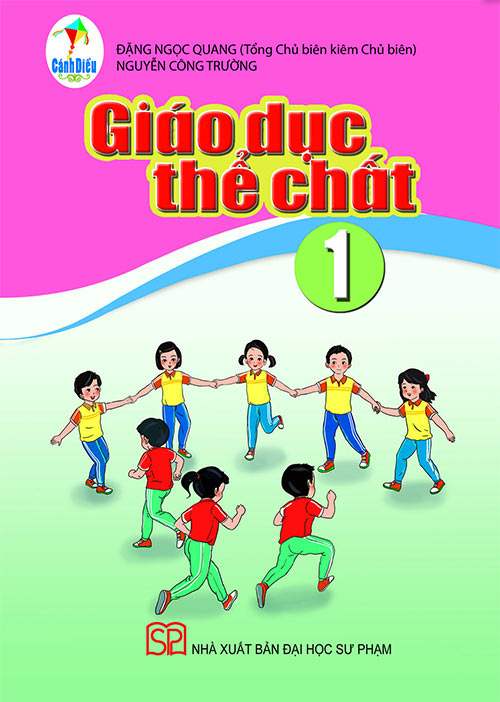 Cánh Diều
ĐẶNG NGỌC QUANG (Tổng Chủ biên kiêm Chủ biên)
NGUYỄN CÔNG TRƯỜNG
Giáo dục
thể chất
1
SP
NHÀ XUẤT BẢN ĐẠI HỌC SƯ PHẠM